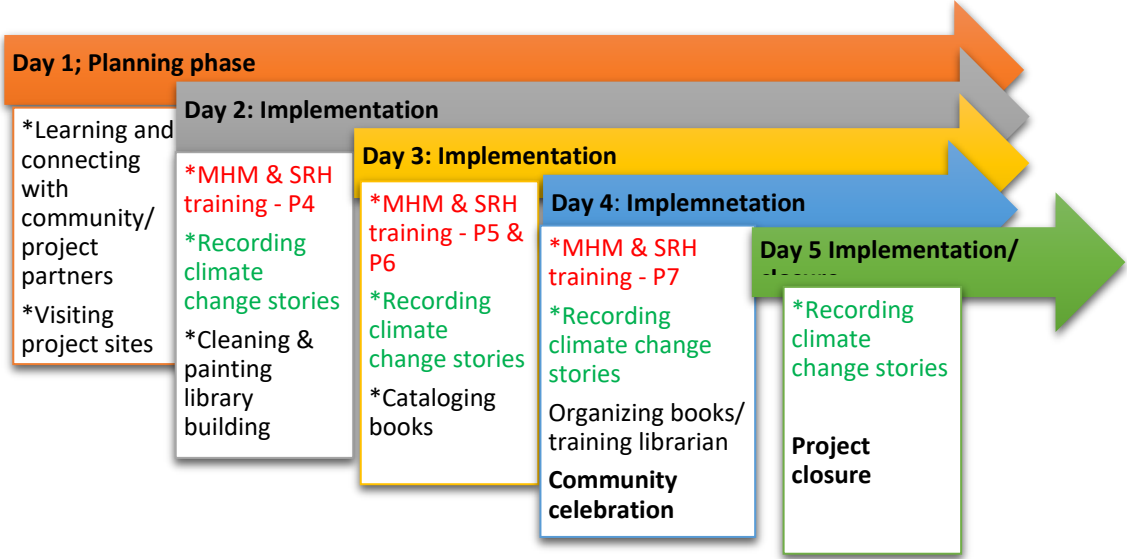 Day 1; Planning phase
*Learning and
connecting
with
community/
project
partners
*Visiting
project sites
Day 2: Implementation
*MHM & SRH
training - P4
*Recording
climate
change stories
*Cleaning &
painting
library
building
Day 3: Implementation
*MHM & SRH
training - P5 &
P6
*Recording
climate
change stories
*Cataloging
books
Day 4: Implemnetation
*MHM & SRH
training - P7
*Recording
climate change
stories
Organizing books/
training librarian
Community
celebration
Day 5 Implementation/
closure
*Recording
climate
change stories
Project
closure